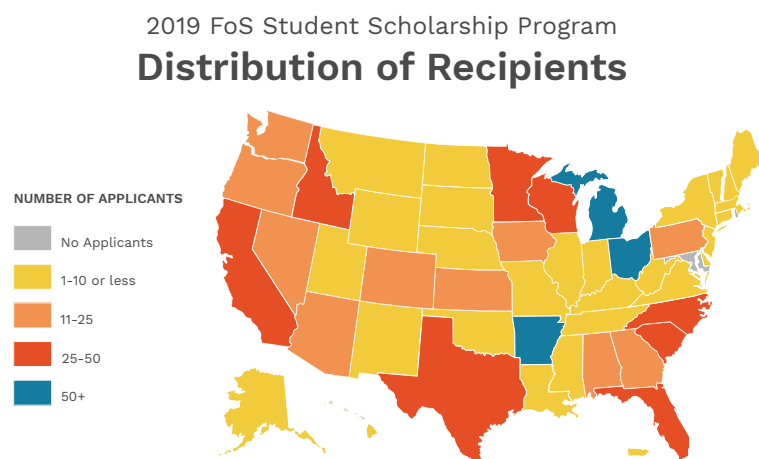 2019 FoS Student Scholarship Program
Distribution of Recipients
NUMBER OF APPLICANTS
No Applicants
1-10 or less
11-25
25-50
50+